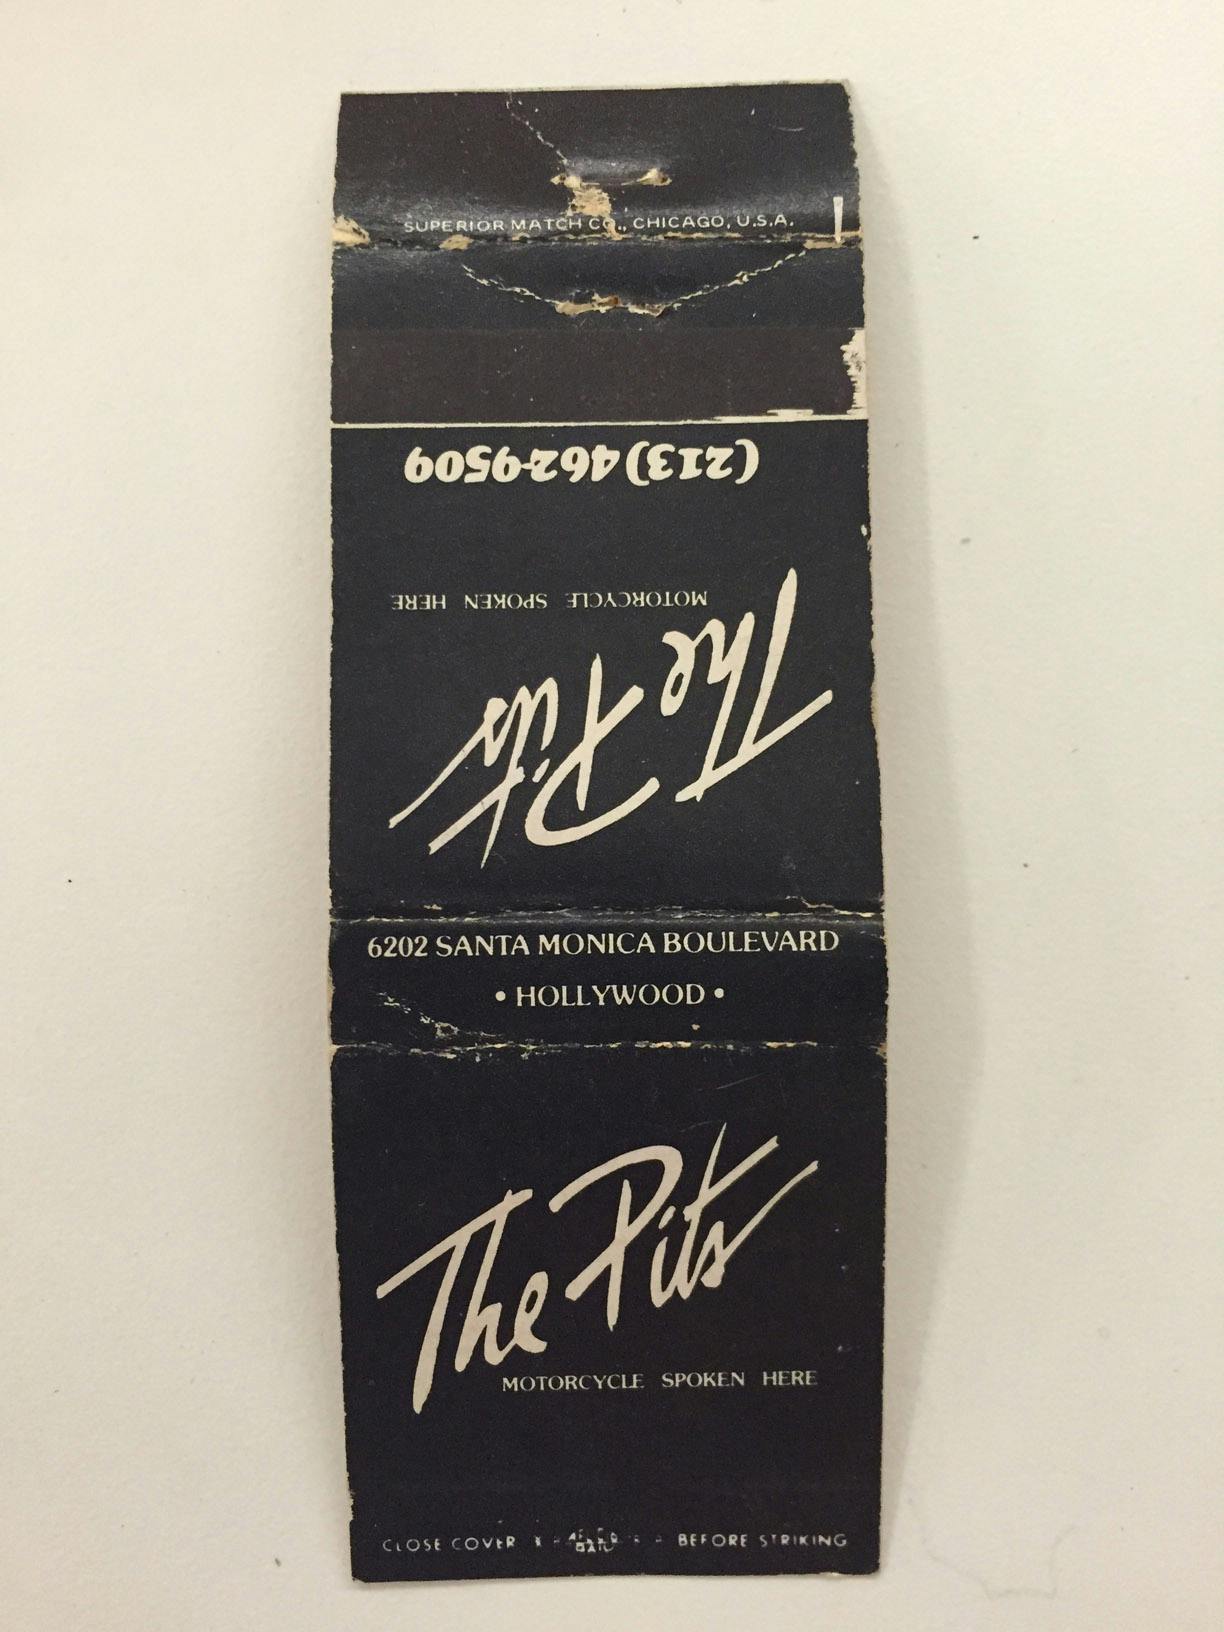 SUPERIOR MATCH CO., CHICAGO, U.S.A.
(213) 462-9509
MOTORCYCLE SPOKEN HERE
The Pits
6202 SANTA MONICA BOULEVARD
• HOLLYWOOD •
The Pits
MOTORCYCLE SPOKEN HERE
CLOSE COVER BEFORE STRIKING